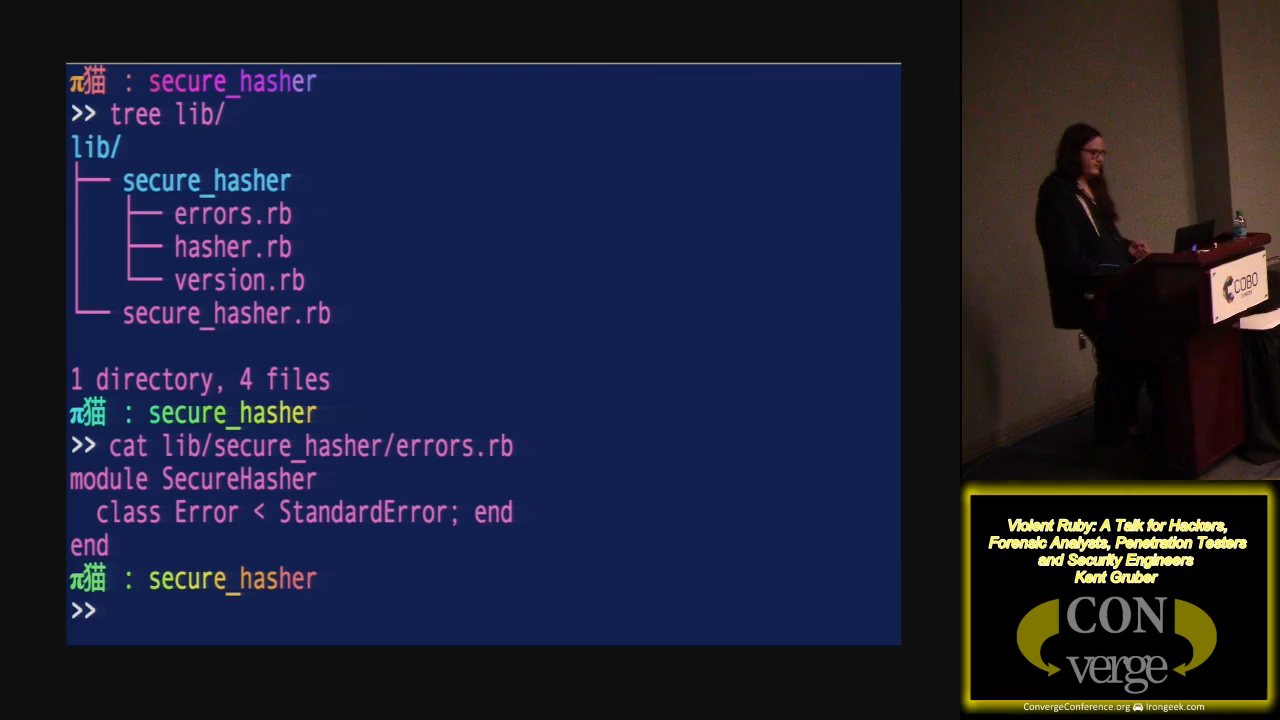 π猫 : secure_hasher
>> tree lib/
lib/
├── secure_hasher
│   ├── errors.rb
│   ├── hasher.rb
│   └── version.rb
└── secure_hasher.rb
1 directory, 4 files
π猫 : secure_hasher
>> cat lib/secure_hasher/errors.rb
module SecureHasher
  class Error < StandardError; end
end
π猫 : secure_hasher
>>
COBO
Violent Ruby: A Talk for Hackers,
Forensic Analysts, Penetration Testers
and Security Engineers
Kent Gruber
CON
verge
ConvergeConference.org Irongeek.com